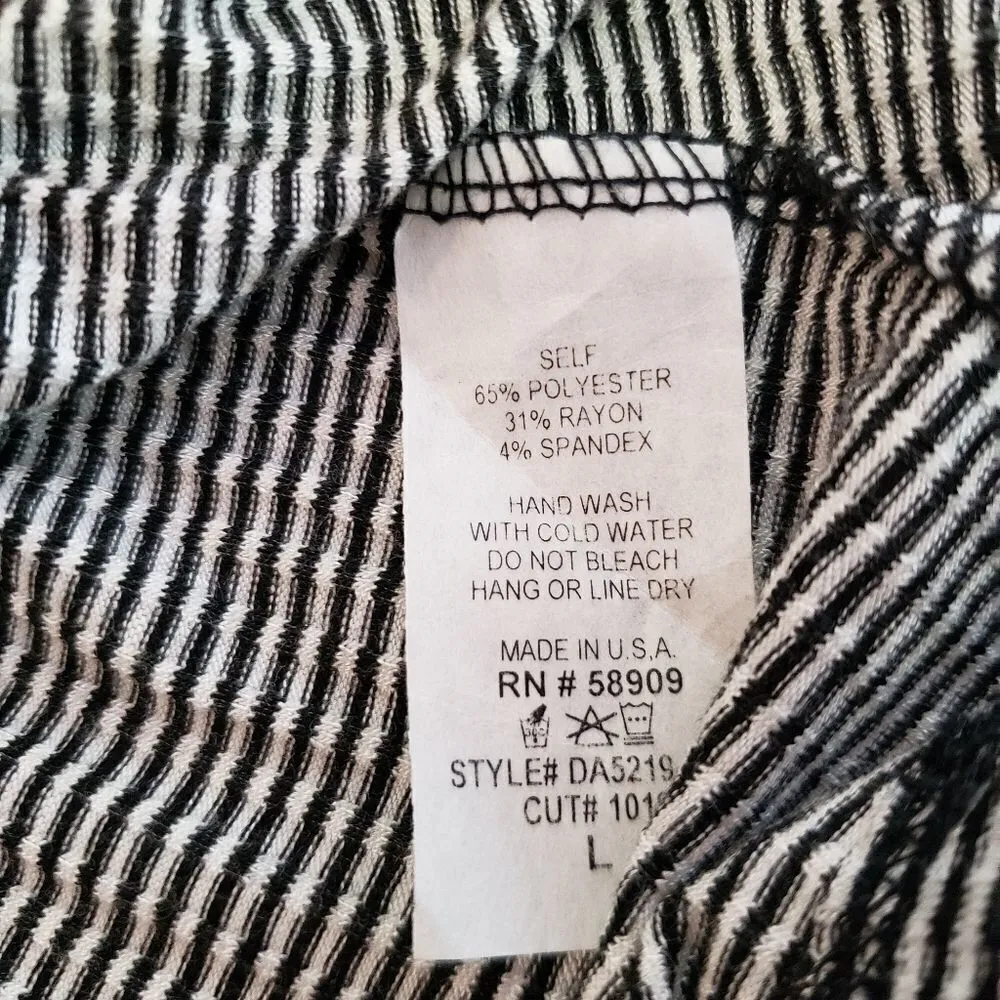 SELF
65% POLYESTER
31% RAYON
4% SPANDEX
HAND WASH
WITH COLD WATER
DO NOT BLEACH
HANG OR LINE DRY
MADE IN U.S.A.
RN # 58909
STYLE# DA5219
CUT#
L